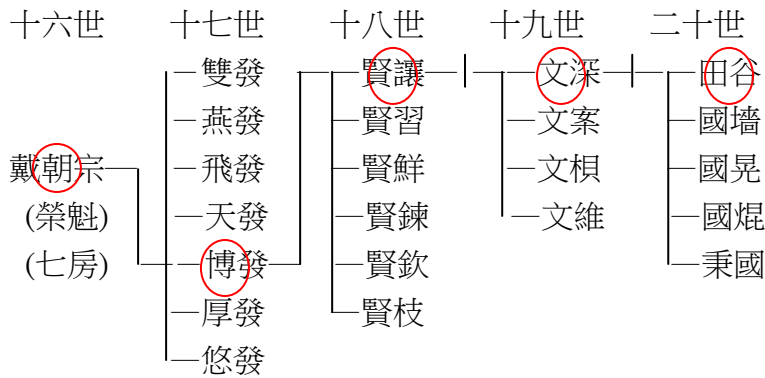 十六世 十七世 十八世 十九世 二十世
雙發 賢讓 文深 田谷
燕發 賢習 文案 國墻
戴朝宗 飛發 賢鮮 文梖 國晃
(榮魁) 天發 賢鍊 文維 國焜
(七房) 博發 賢欽 秉國
厚發 賢枝
悠發